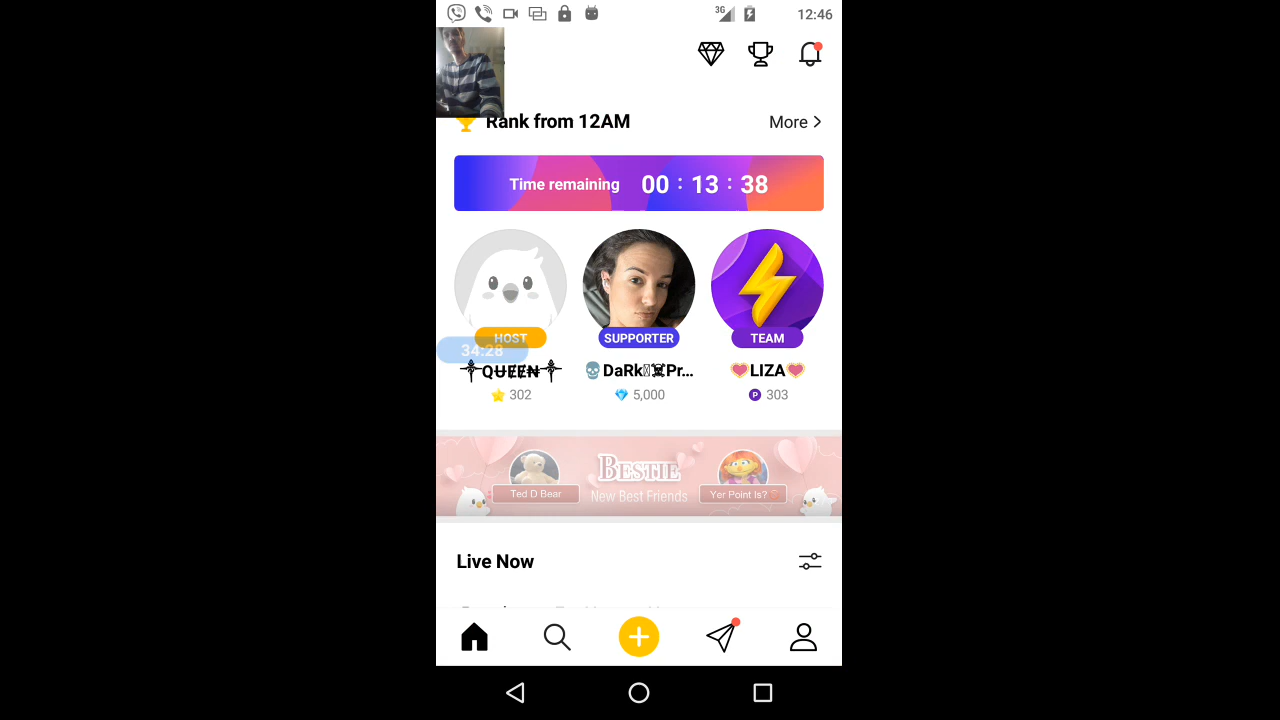 3G
12:46
Rank from 12AM
More
Time remaining 00 : 13 : 38
HOST
SUPPORTER
TEAM
34:28
QUEEN
💀DaRk☠Pr...
💗LIZA💗
302
5,000
P 303
BESTIE
New Best Friends
Ted D Bear
Yer Point Is?
Live Now